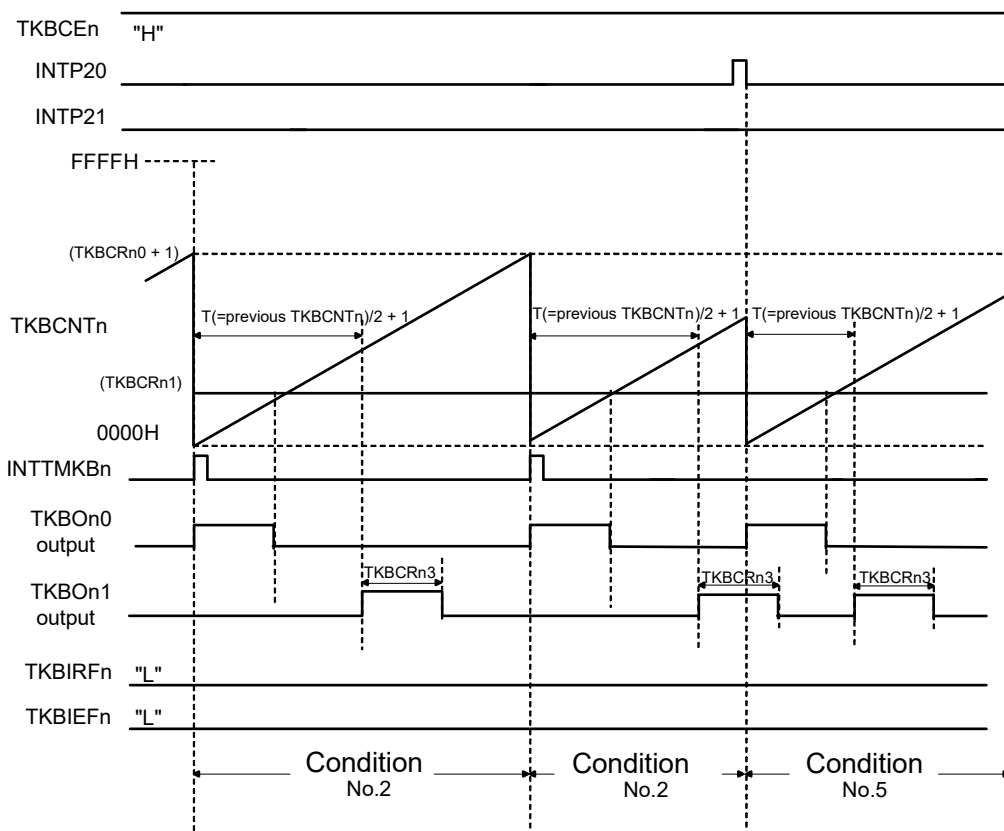 TKBCEn "H"
INTP20
INTP21
FFFFH
(TKBCRn0 + 1)
T(=previous TKBCNTn)/2 + 1 T(=previous TKBCNTn)/2 + 1 T(=previous TKBCNTn)/2 + 1
TKBCNTn
(TKBCRn1)
0000H
INTTMKBn
TKBOn0
output
TKBCRn3 TKBCRn3 TKBCRn3
TKBOn1
output
TKBIRFn "L"
TKBIEFn "L"
Condition Condition Condition
No.2 No.2 No.5